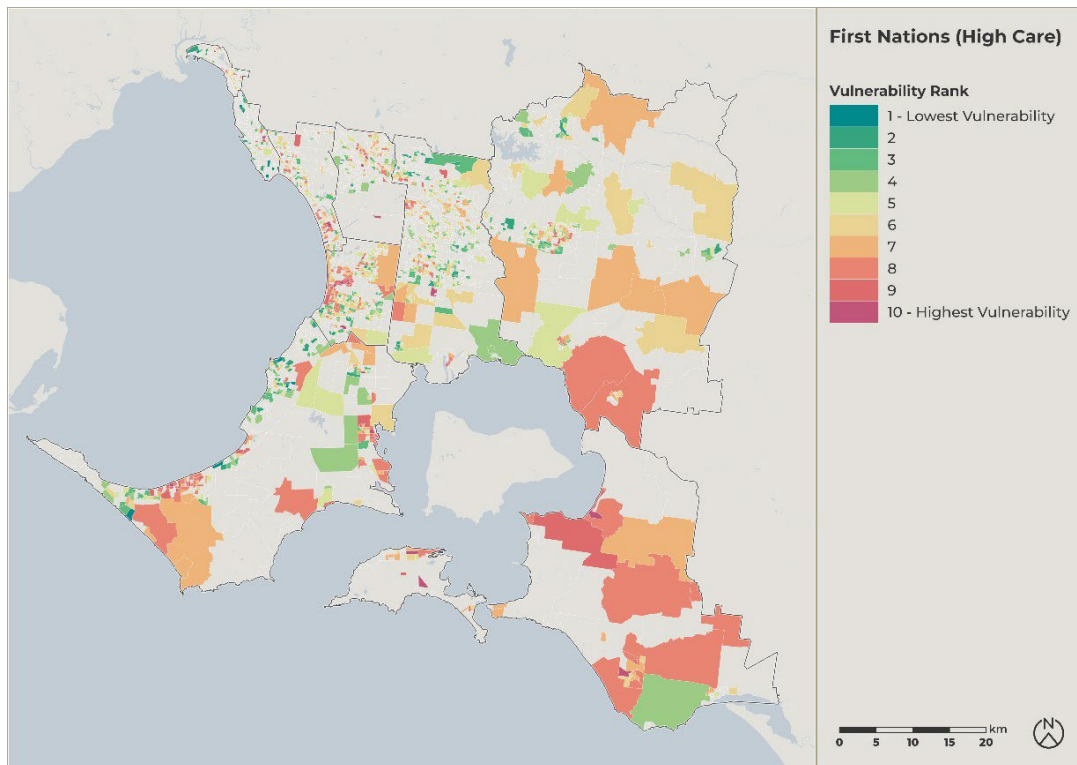 First Nations (High Care)
Vulnerability Rank
1 - Lowest Vulnerability
2
3
4
5
6
7
8
9
10 - Highest Vulnerability
km
0 5 10 15 20
N